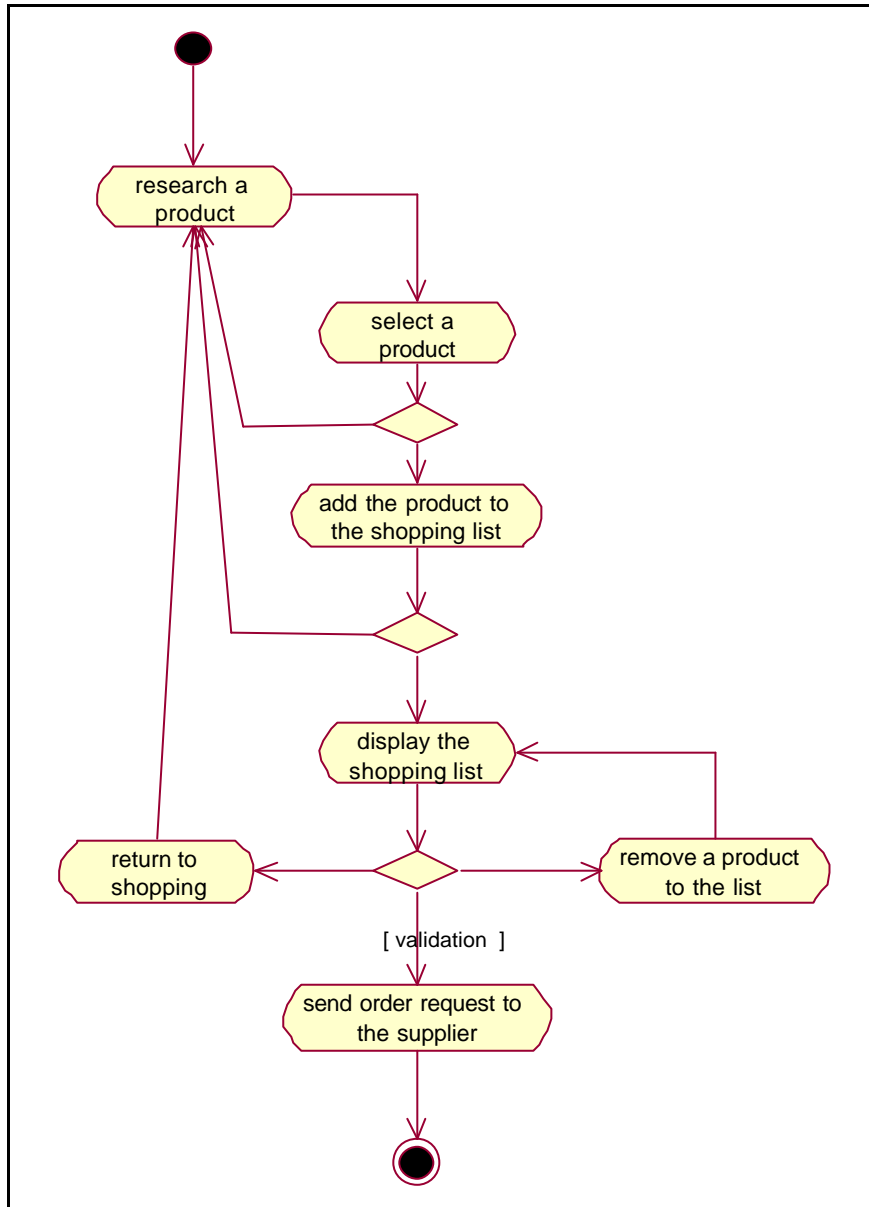 research a
product
select a
product
add the product to
the shopping list
display the
shopping list
return to
shopping
remove a product
to the list
[ validation ]
send order request to
the supplier